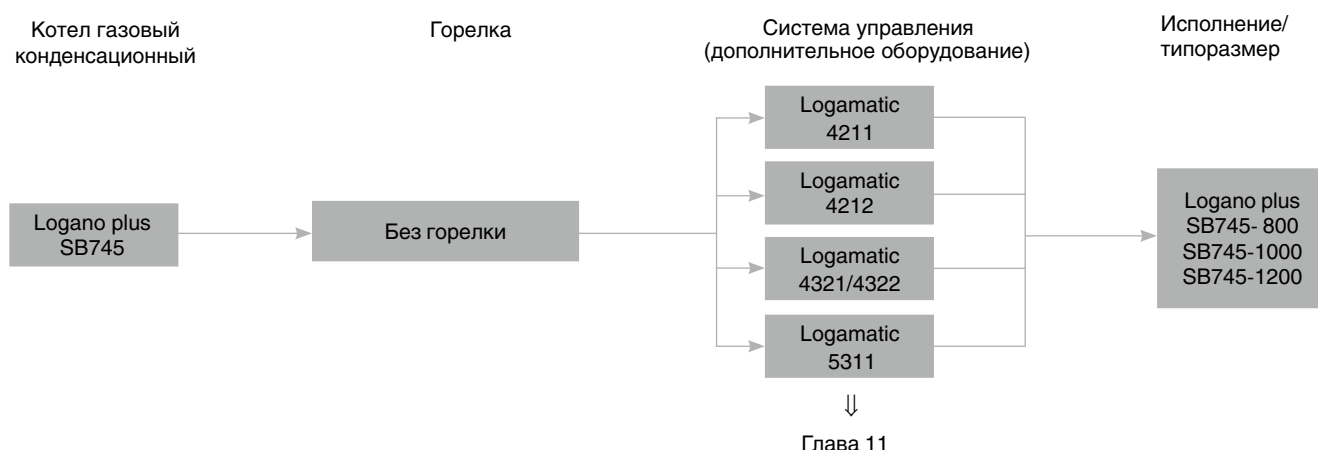 Котел газовый
конденсационный
Горелка
Система управления
(дополнительное оборудование)
Исполнение/
типоразмер
Logano plus
SB745
Без горелки
Logamatic
4211
Logamatic
4212
Logamatic
4321/4322
Logamatic
5311
Logano plus
SB745- 800
SB745-1000
SB745-1200
⇓
Глава 11